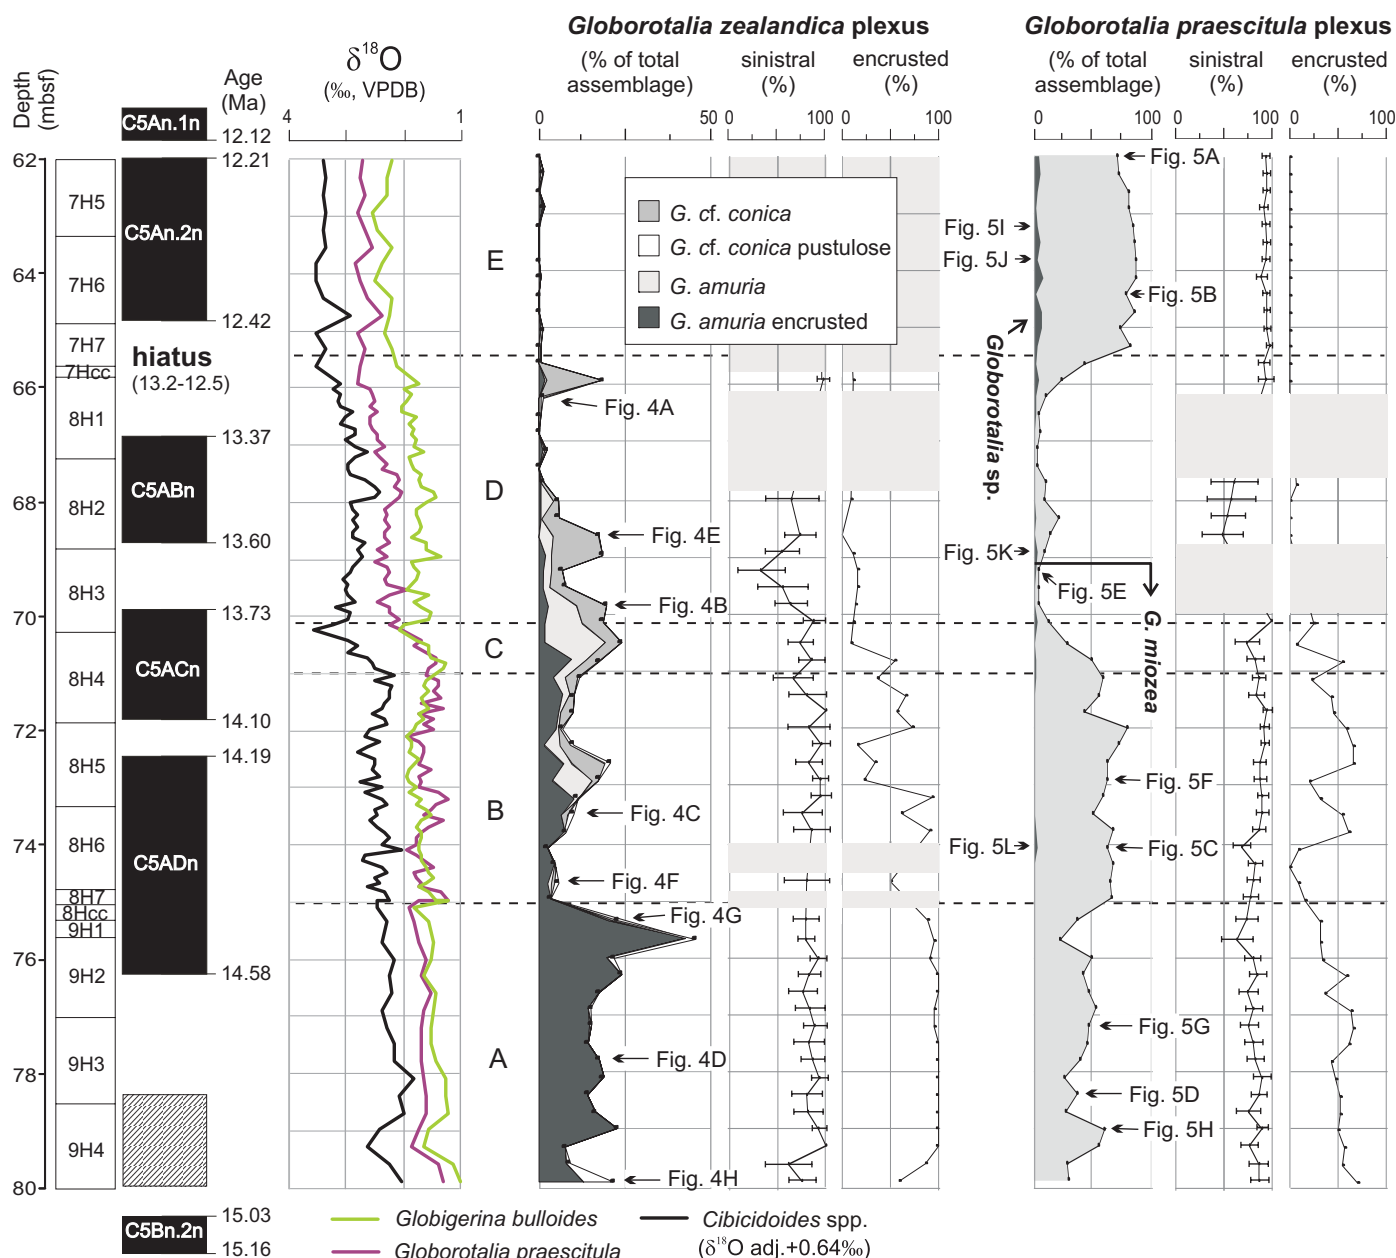 Globorotalia zealandica plexus
Globorotalia praescitula plexus
Depth (mbsf)
δ¹⁸O
(‰, VPDB)
Age
(Ma)
(% of total
assemblage)
sinistral
(%)
encrusted
(%)
(% of total
assemblage)
sinistral
(%)
encrusted
(%)
4 1
0 50
0 100
0 100
0 100
0 100
0 100
C5An.1n
12.12
62
64
66
68
70
72
74
76
78
80
7H5
7H6
7H7
7Hcc
8H1
8H2
8H3
8H4
8H5
8H6
8H7
8Hcc
9H1
9H2
9H3
9H4
12.21
C5An.2n
12.42
hiatus
(13.2-12.5)
13.37
C5ABn
13.60
13.73
C5ACn
14.10
14.19
C5ADn
14.58
15.03
C5Bn.2n
15.16
E
D
C
B
A
G. cf. conica
G. cf. conica pustulose
G. amuria
G. amuria encrusted
Fig. 4A
Fig. 4E
Fig. 4B
Fig. 4C
Fig. 4F
Fig. 4G
Fig. 4D
Fig. 4H
Fig. 5A
Fig. 5I
Fig. 5J
Fig. 5B
Globorotalia sp.
Fig. 5K
Fig. 5E
G. miozea
Fig. 5F
Fig. 5L
Fig. 5C
Fig. 5G
Fig. 5D
Fig. 5H
Globigerina bulloides
Globorotalia praescitula
Cibicidoides spp.
(δ¹⁸O adj.+0.64‰)